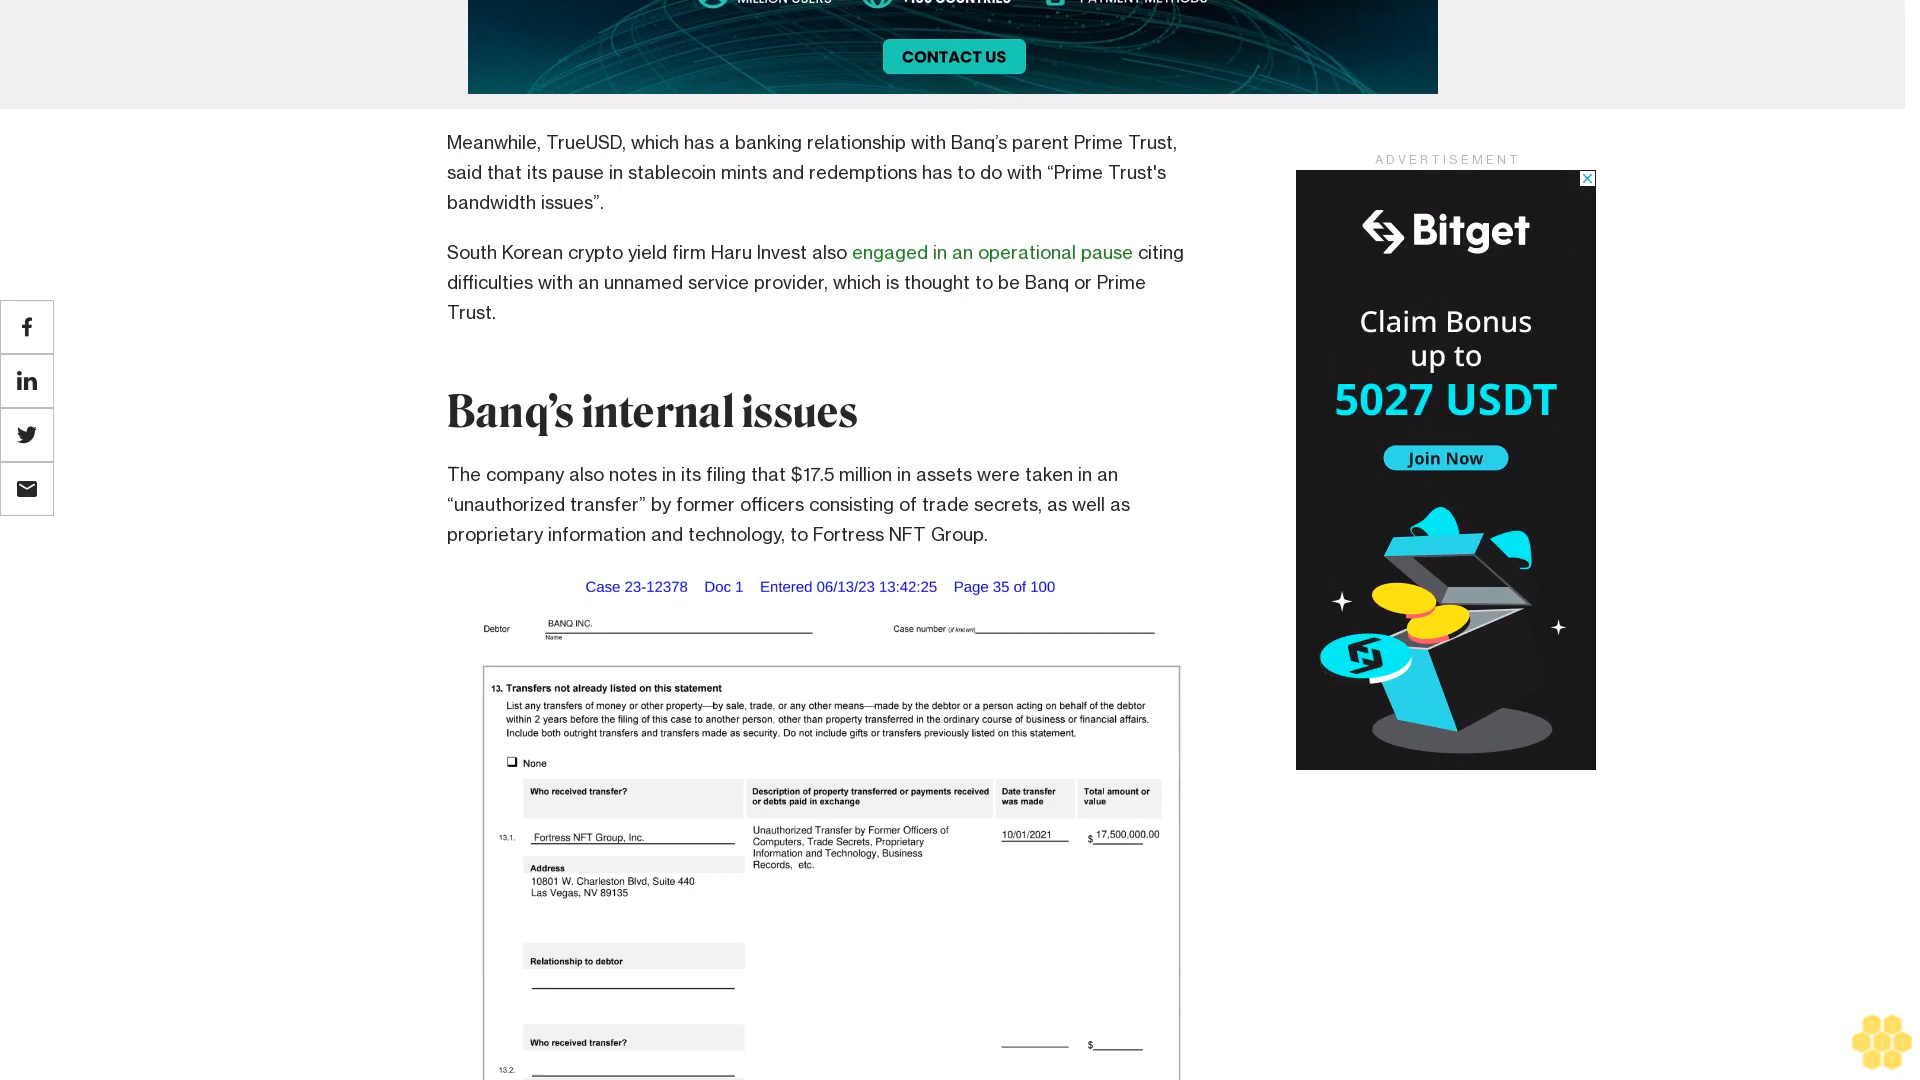 CONTACT US
Meanwhile, TrueUSD, which has a banking relationship with Banq’s parent Prime Trust,
said that its pause in stablecoin mints and redemptions has to do with “Prime Trust's
bandwidth issues”.
South Korean crypto yield firm Haru Invest also engaged in an operational pause citing
difficulties with an unnamed service provider, which is thought to be Banq or Prime
Trust.
Banq’s internal issues
The company also notes in its filing that $17.5 million in assets were taken in an
“unauthorized transfer” by former officers consisting of trade secrets, as well as
proprietary information and technology, to Fortress NFT Group.
Case 23-12378 Doc 1 Entered 06/13/23 13:42:25 Page 35 of 100
Debtor BANQ INC. Case number (if known)
Name
13. Transfers not already listed on this statement
List any transfers of money or other property—by sale, trade, or any other means—made by the debtor or a person acting on behalf of the debtor
within 2 years before the filing of this case to another person, other than property transferred in the ordinary course of business or financial affairs.
Include both outright transfers and transfers made as security. Do not include gifts or transfers previously listed on this statement.
None
Who received transfer? Description of property transferred or payments received Date transfer Total amount or
or debts paid in exchange was made value
13.1. Fortress NFT Group, Inc. Unauthorized Transfer by Former Officers of 10/01/2021 $ 17,500,000.00
Computers, Trade Secrets, Proprietary
Information and Technology, Business
Records, etc.
Address
10801 W. Charleston Blvd, Suite 440
Las Vegas, NV 89135
Relationship to debtor
Who received transfer? $
13.2.
ADVERTISEMENT
Bitget
Claim Bonus
up to
5027 USDT
Join Now